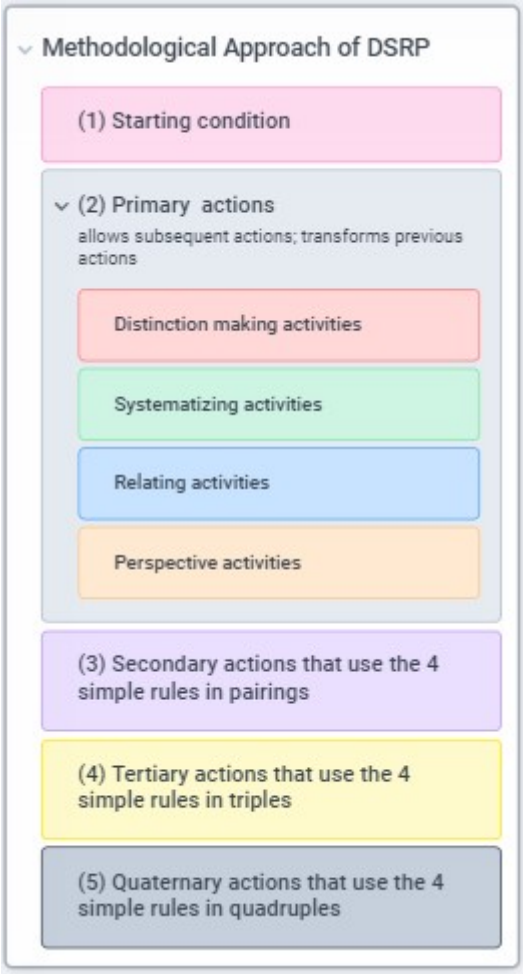 Methodological Approach of DSRP
(1) Starting condition
(2) Primary actions
allows subsequent actions; transforms previous
actions
Distinction making activities
Systematizing activities
Relating activities
Perspective activities
(3) Secondary actions that use the 4
simple rules in pairings
(4) Tertiary actions that use the 4
simple rules in triples
(5) Quaternary actions that use the 4
simple rules in quadruples